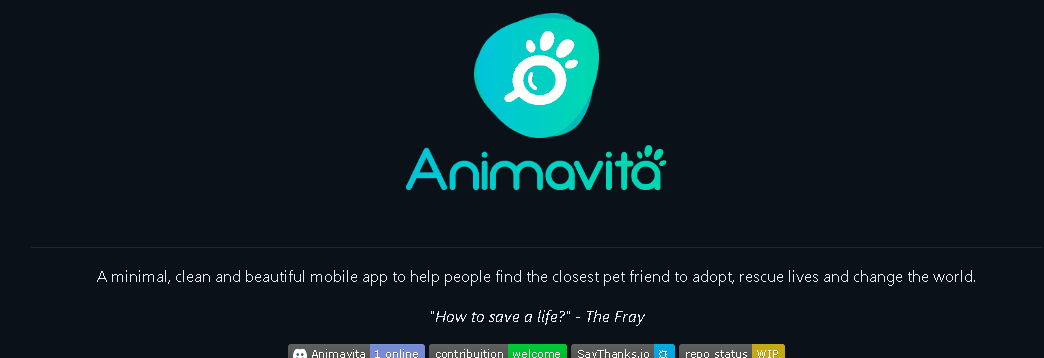 Animavita
A minimal, clean and beautiful mobile app to help people find the closest pet friend to adopt, rescue lives and change the world.
"How to save a life?" - The Fray
Animavita 1 online contribuition welcome SayThanks.io ☼ repo status WIP